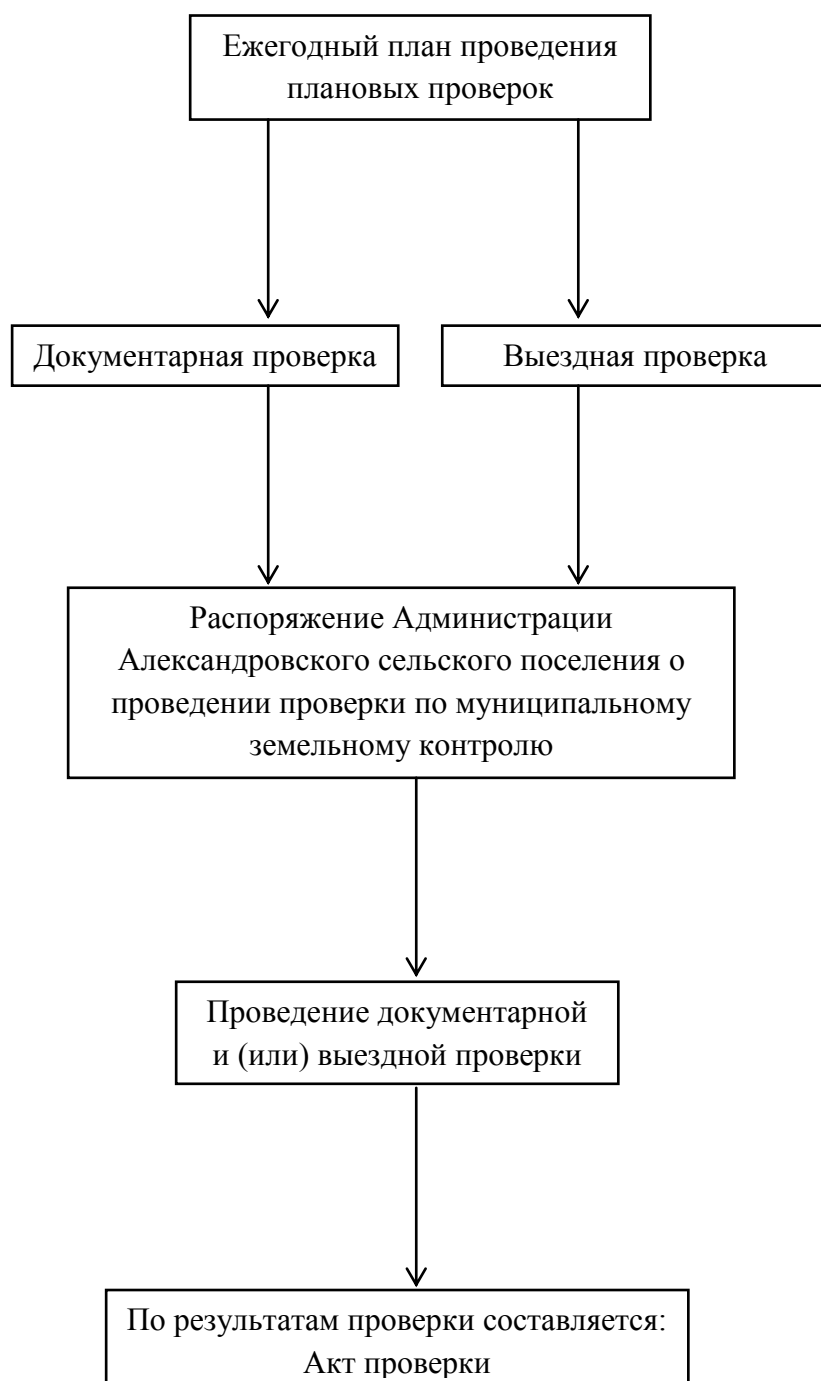 Ежегодный план проведения
плановых проверок
Документарная проверка
Выездная проверка
Распоряжение Администрации
Александровского сельского поселения о
проведении проверки по муниципальному
земельному контролю
Проведение документарной
и (или) выездной проверки
По результатам проверки составляется:
Акт проверки